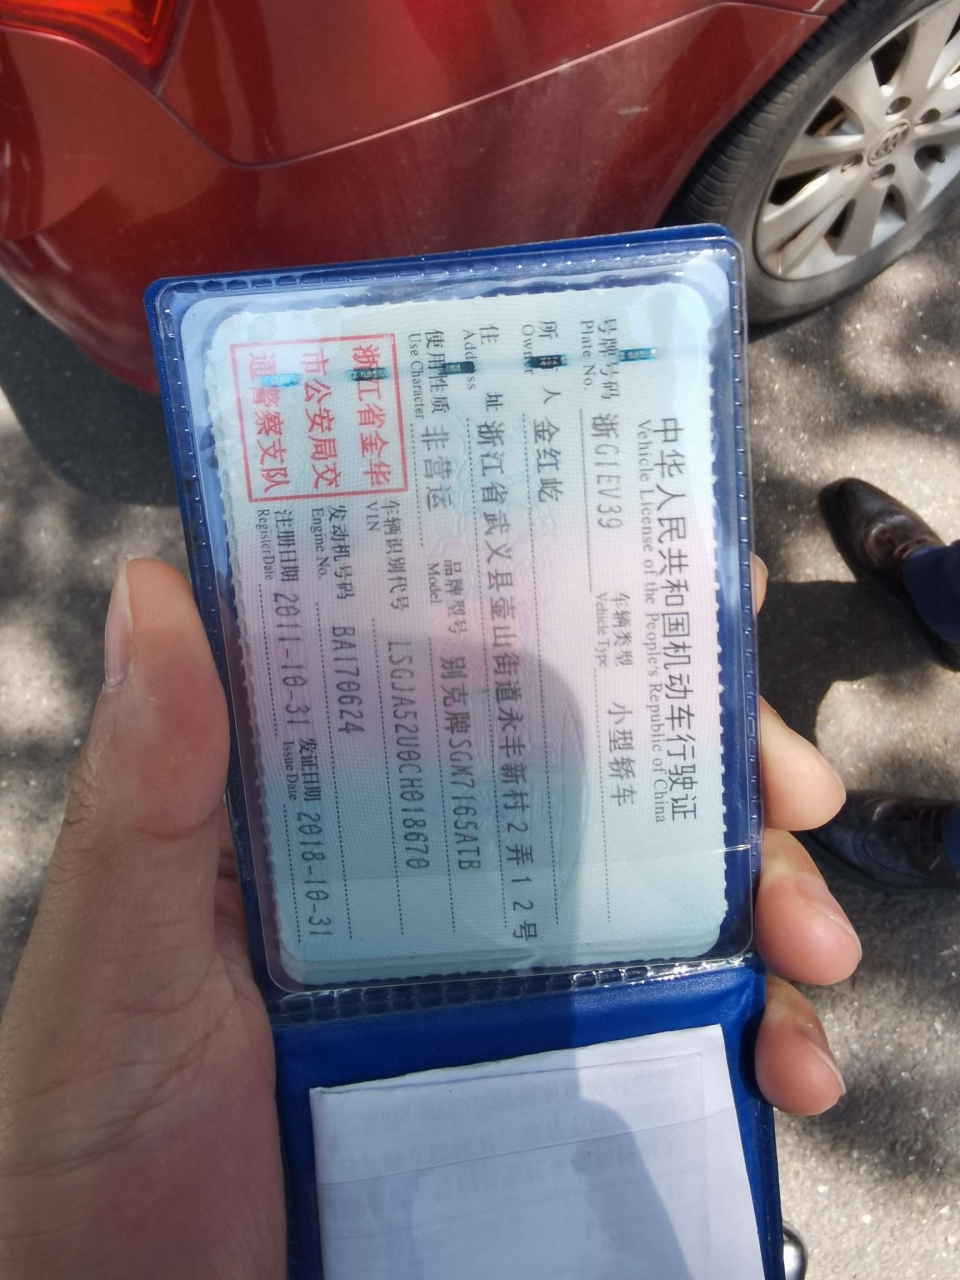 中华人民共和国机动车行驶证
Vehicle License of the People's Republic of China
号牌号码 浙G1EV39 车辆类型 小型轿车
Plate No. Vehicle Type
所有人 金红屹
Owner
住址 浙江省武义县壶山街道永丰新村2弄12号
Address
使用性质 非营运 品牌型号 别克牌SGM7165ATB
Use Character Model
浙江省金华
市公安局交
通警察支队
车辆识别代号 LSGJA52U0CH018670
VIN
发动机号码 BA170624
Engine No.
注册日期 2011-10-31 发证日期 2018-10-31
Register Date Issue Date